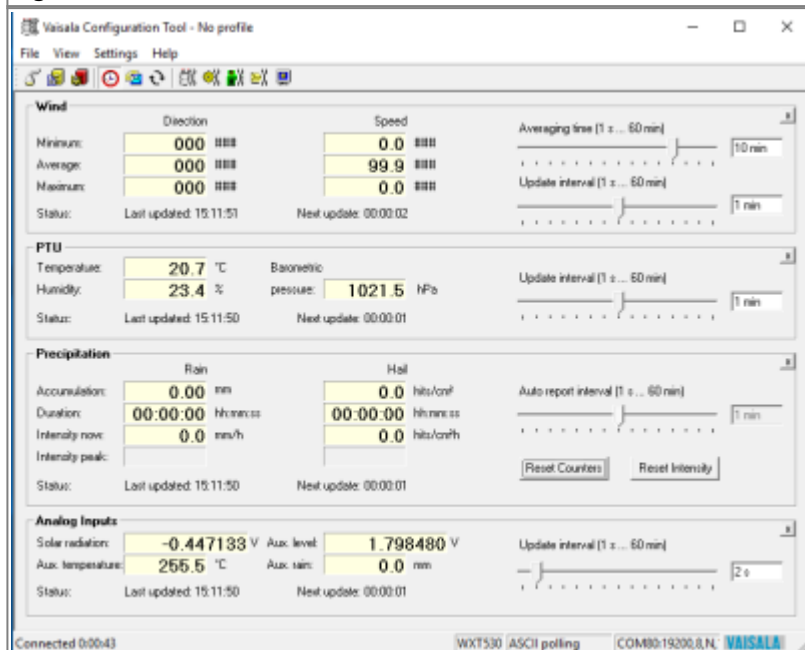 Vaisala Configuration Tool - No profile
File View Settings Help
Wind
Direction Speed
Minimum: 000 ### 0.0 ###
Average: 000 ### 99.9 ###
Maximum: 000 ### 0.0 ###
Status: Last updated: 15:11:51 Next update: 00:00:02
Averaging time (1 s ... 60 min)
10 min
Update interval (1 s ... 60 min)
1 min
PTU
Temperature: 20.7 °C Barometric
Humidity: 23.4 % pressure: 1021.5 hPa
Status: Last updated: 15:11:50 Next update: 00:00:01
Update interval (1 s ... 60 min)
1 min
Precipitation
Rain Hail
Accumulation: 0.00 mm 0.0 hits/cm²
Duration: 00:00:00 hh:mm:ss 00:00:00 hh:mm:ss
Intensity now: 0.0 mm/h 0.0 hits/cm²h
Intensity peak:
Status: Last updated: 15:11:50 Next update: 00:00:01
Auto report interval (1 s ... 60 min)
1 min
Reset Counters Reset Intensity
Analog Inputs
Solar radiation: -0.447133 V Aux. level: 1.798480 V
Aux. temperature: 255.5 °C Aux. rain: 0.0 mm
Status: Last updated: 15:11:50 Next update: 00:00:01
Update interval (1 s ... 60 min)
2 s
Connected 0:00:43 WXT530 ASCII polling COM80:19200,8,N, VAISALA